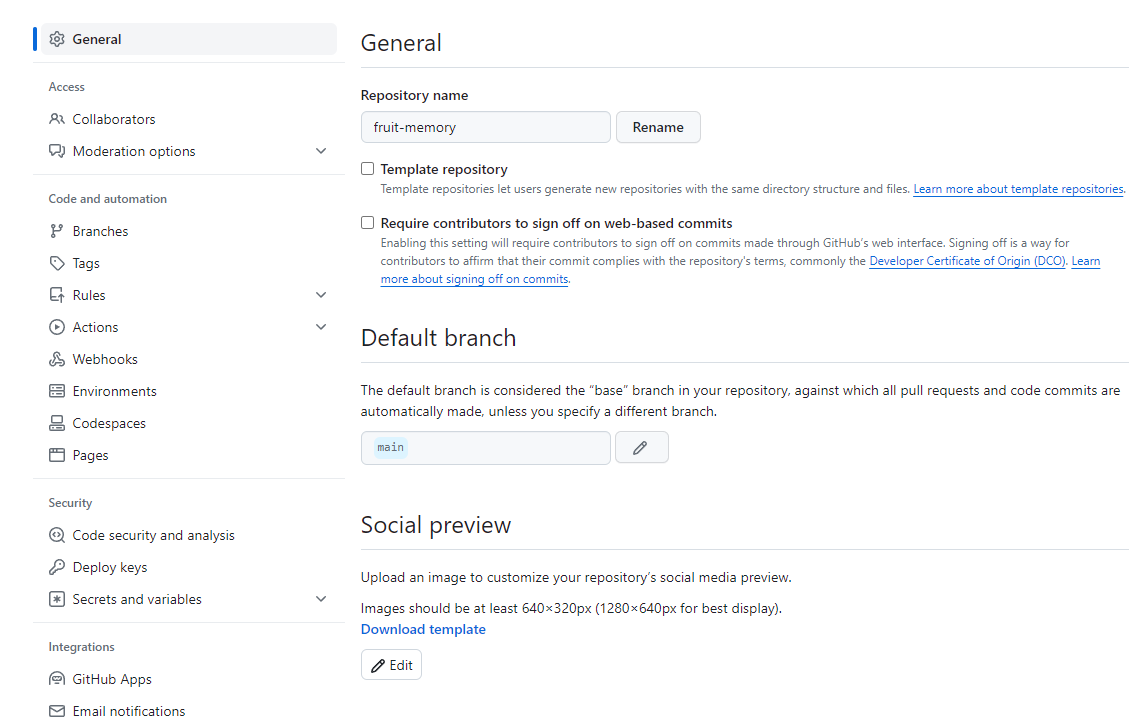 General
Access
Collaborators
Moderation options
Code and automation
Branches
Tags
Rules
Actions
Webhooks
Environments
Codespaces
Pages
Security
Code security and analysis
Deploy keys
Secrets and variables
Integrations
GitHub Apps
Email notifications
General
Repository name
fruit-memory
Rename
Template repository
Template repositories let users generate new repositories with the same directory structure and files. Learn more about template repositories.
Require contributors to sign off on web-based commits
Enabling this setting will require contributors to sign off on commits made through GitHub's web interface. Signing off is a way for
contributors to affirm that their commit complies with the repository's terms, commonly the Developer Certificate of Origin (DCO). Learn
more about signing off on commits.
Default branch
The default branch is considered the “base” branch in your repository, against which all pull requests and code commits are
automatically made, unless you specify a different branch.
main
Social preview
Upload an image to customize your repository’s social media preview.
Images should be at least 640×320px (1280×640px for best display).
Download template
Edit